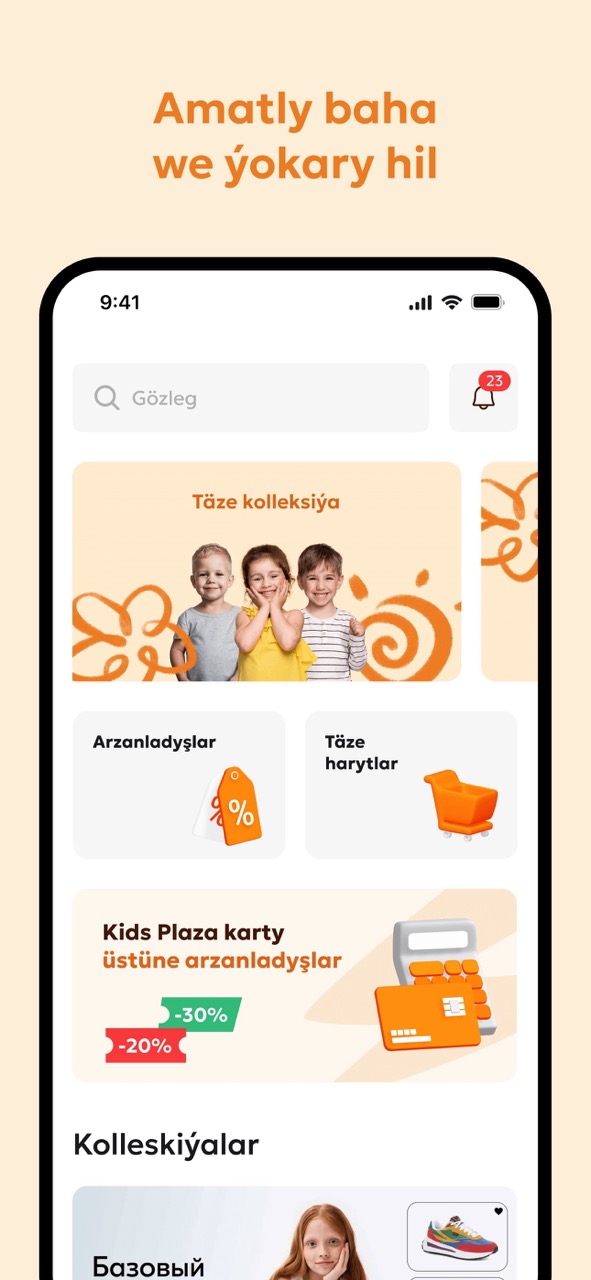 Amatly baha
we ýokary hil
9:41
Gözleg
23
Täze kolleksiýa
Arzanladyşlar
Täze
harytlar
%
%
Kids Plaza karty
üstüne arzanladyşlar
-30%
-20%
Kolleskiýalar
Базовый